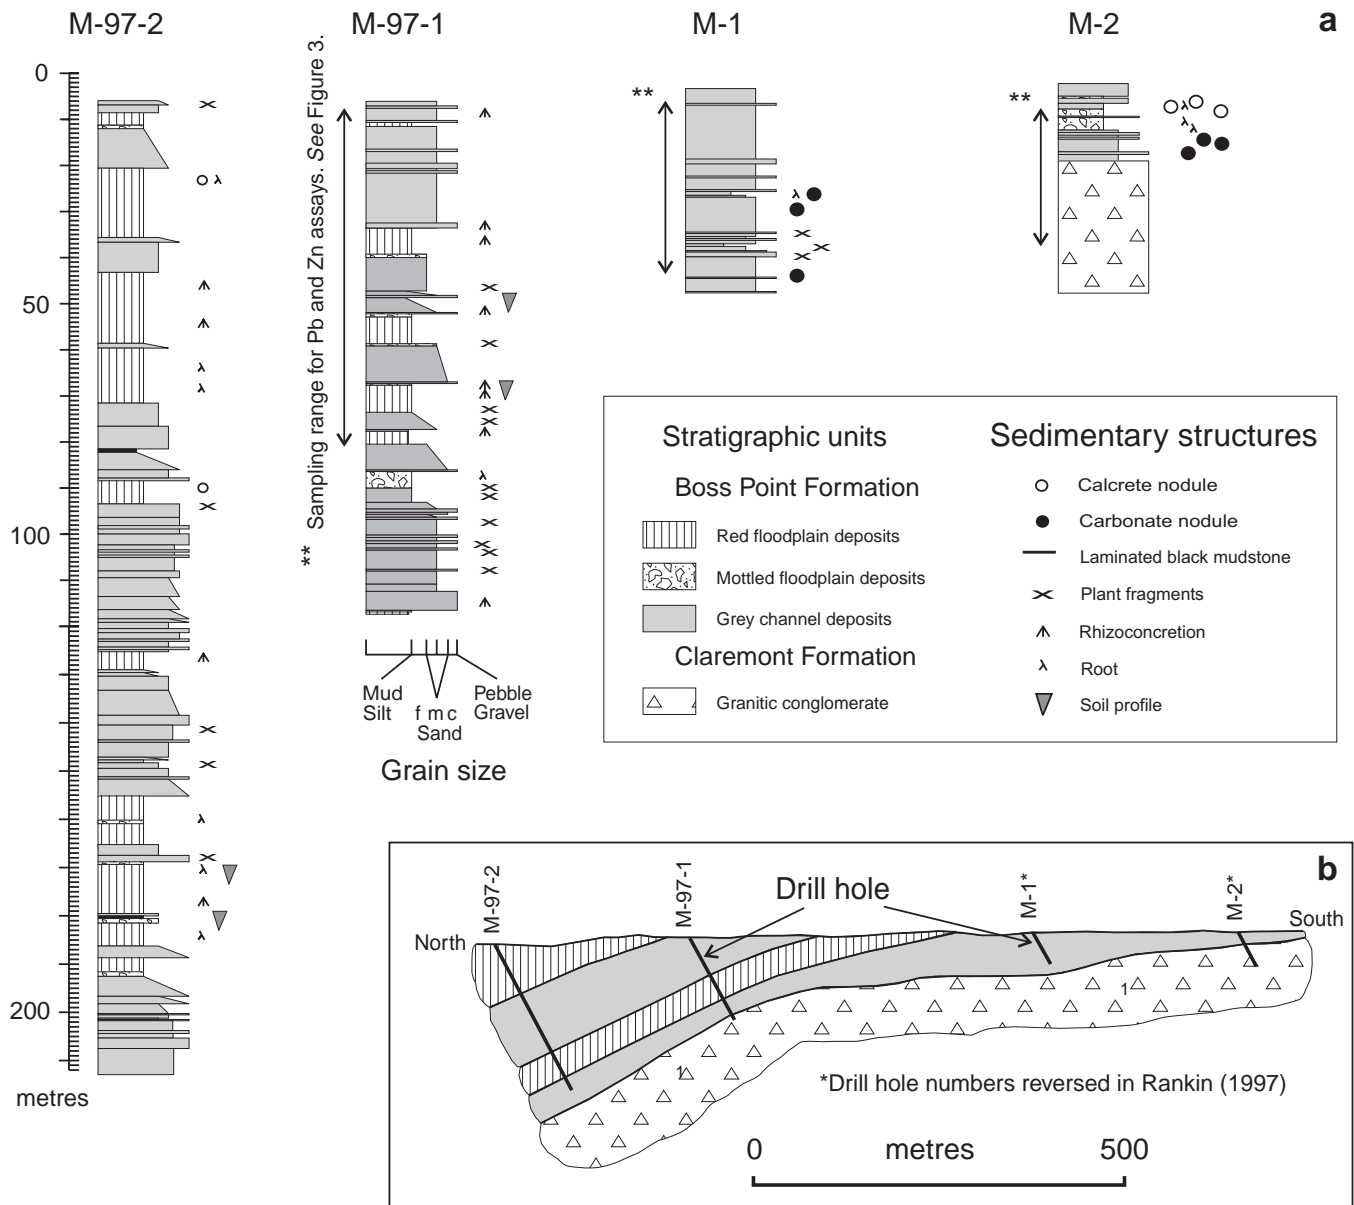 M-97-2
M-97-1
M-1
M-2
a
0
50
100
200
metres
** Sampling range for Pb and Zn assays. See Figure 3.
**
**
Mud
Silt
f m c
Sand
Pebble
Gravel
Grain size
Stratigraphic units
Boss Point Formation
Red floodplain deposits
Mottled floodplain deposits
Grey channel deposits
Claremont Formation
Granitic conglomerate
Sedimentary structures
Calcrete nodule
Carbonate nodule
Laminated black mudstone
Plant fragments
Rhizoconcretion
Root
Soil profile
b
M-97-2
M-97-1
Drill hole
M-1*
M-2*
North
South
1
1
*Drill hole numbers reversed in Rankin (1997)
0 metres 500